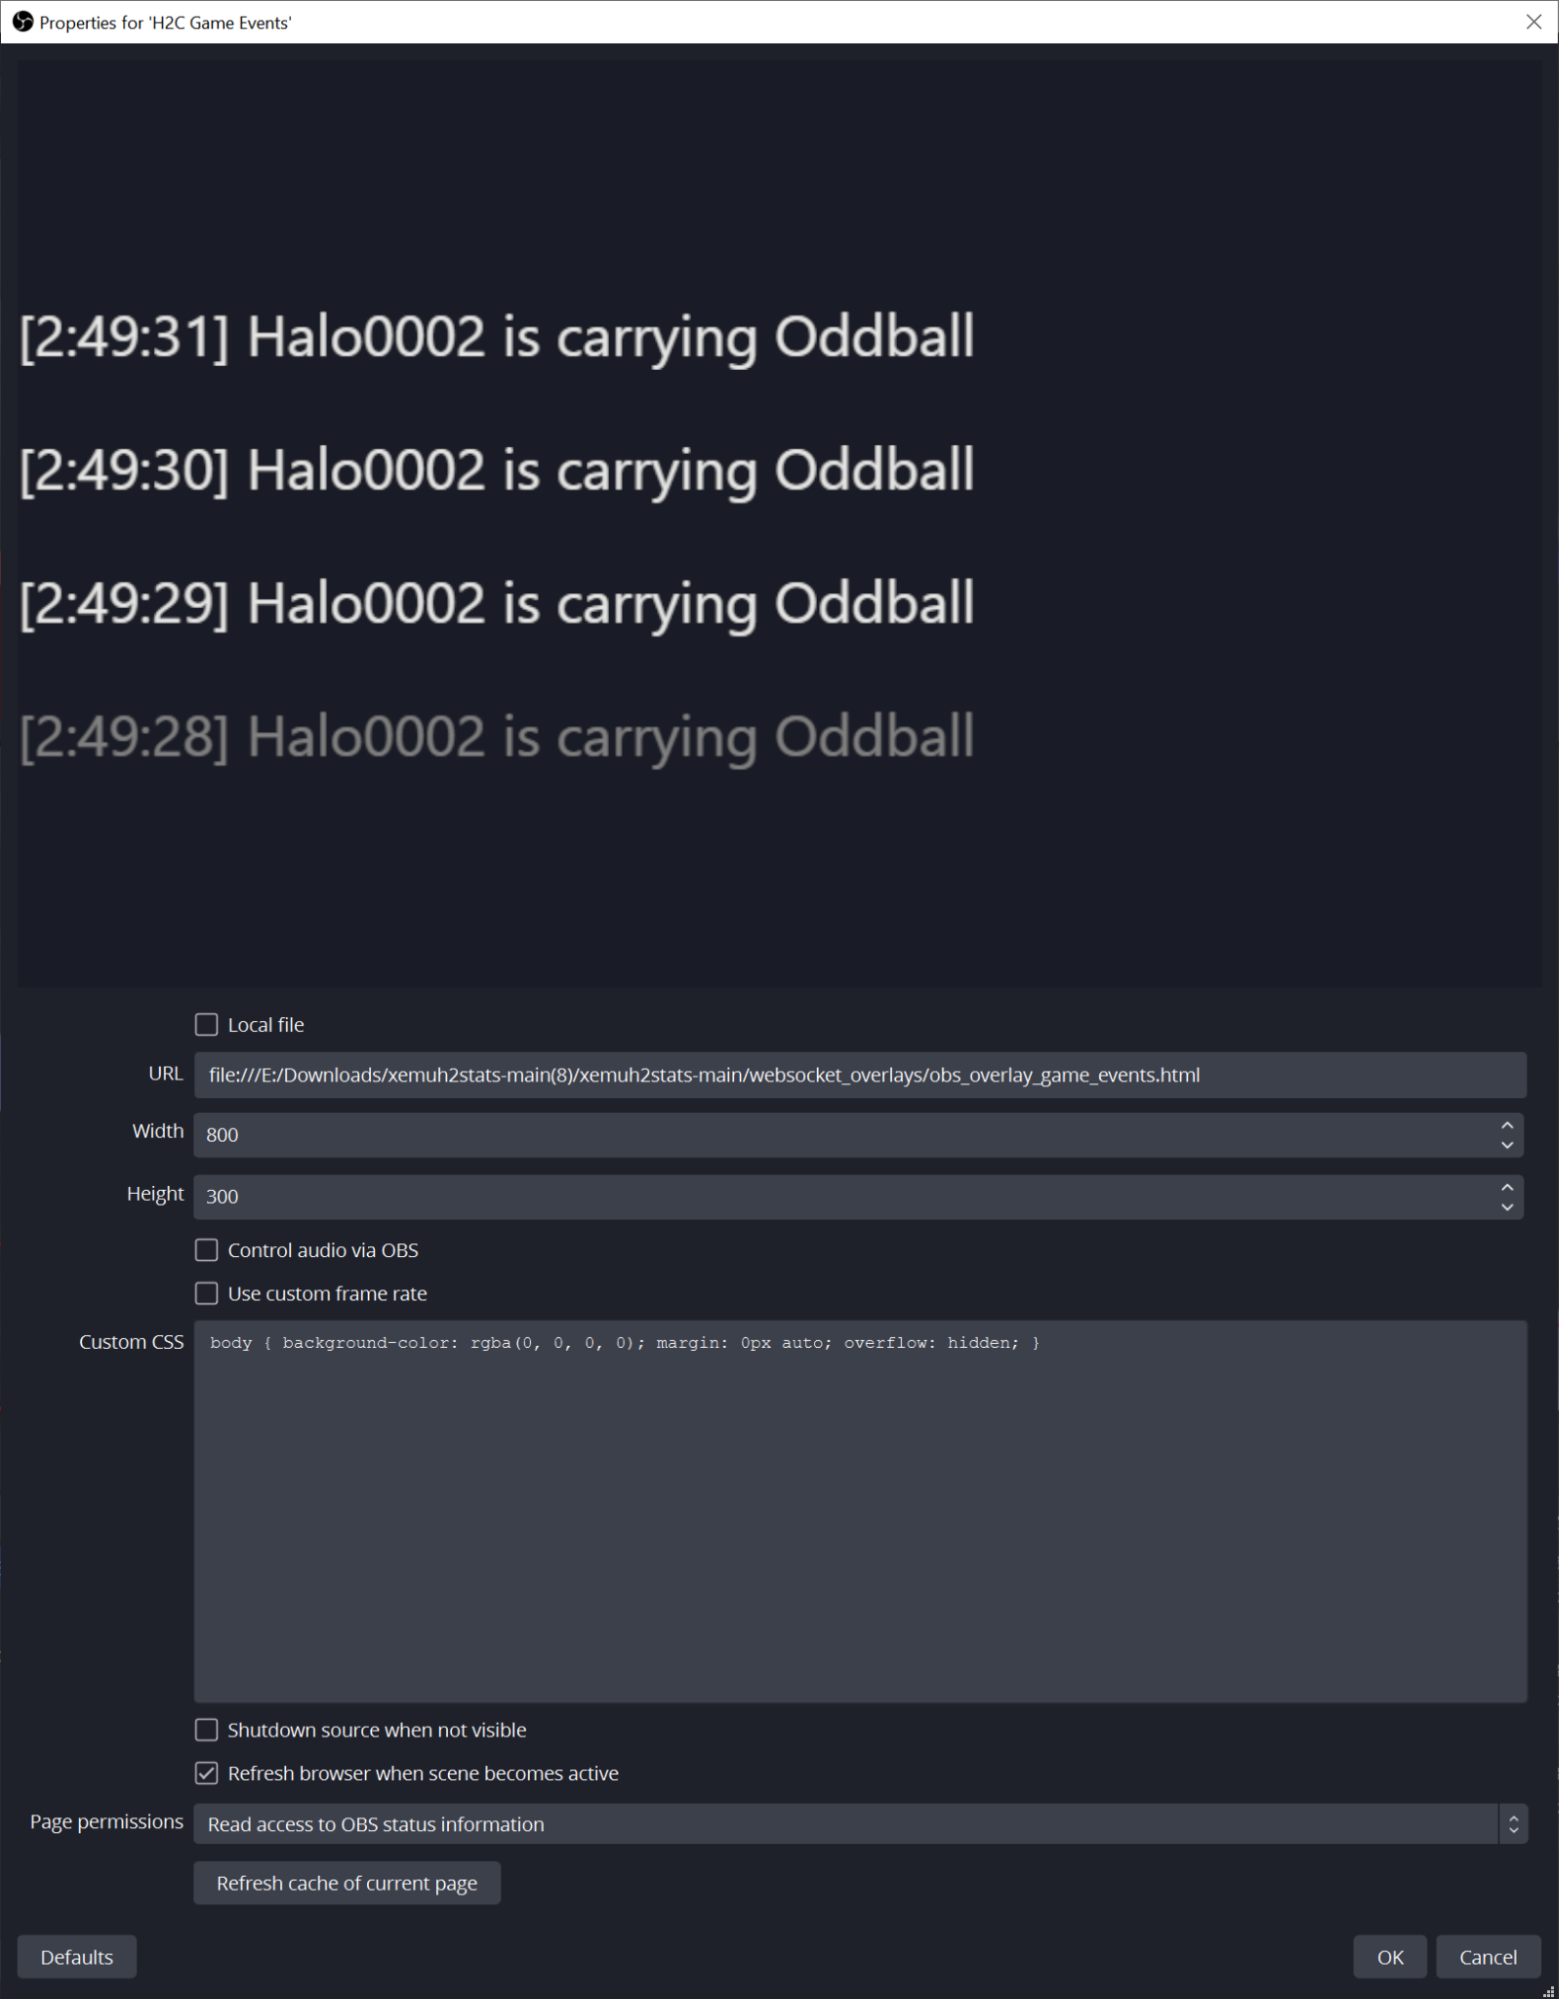 Properties for 'H2C Game Events'
[2:49:31] Halo0002 is carrying Oddball
[2:49:30] Halo0002 is carrying Oddball
[2:49:29] Halo0002 is carrying Oddball
[2:49:28] Halo0002 is carrying Oddball
Local file
URL file:///E:/Downloads/xemuh2stats-main(8)/xemuh2stats-main/websocket_overlays/obs_overlay_game_events.html
Width 800
Height 300
Control audio via OBS
Use custom frame rate
Custom CSS body { background-color: rgba(0, 0, 0, 0); margin: 0px auto; overflow: hidden; }
Shutdown source when not visible
Refresh browser when scene becomes active
Page permissions Read access to OBS status information
Refresh cache of current page
Defaults OK Cancel